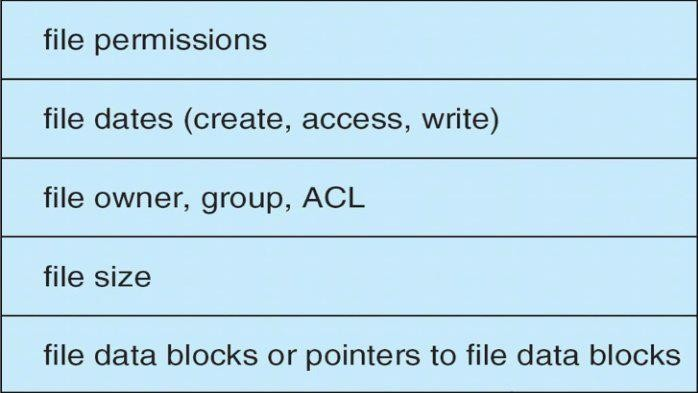 file permissions
file dates (create, access, write)
file owner, group, ACL
file size
file data blocks or pointers to file data blocks